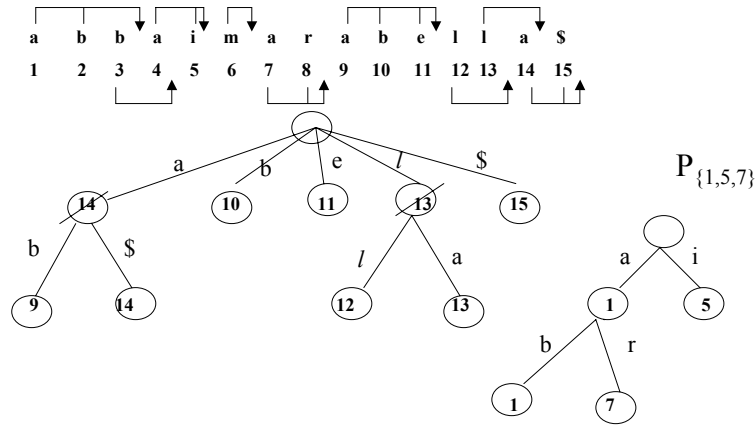 a b b a i m a r a b e l l a $
1 2 3 4 5 6 7 8 9 10 11 12 13 14 15
a b e l $
P{1,5,7}
14 10 11 13 15
b $ l a a i
9 14 12 13 1 5
b r
1 7